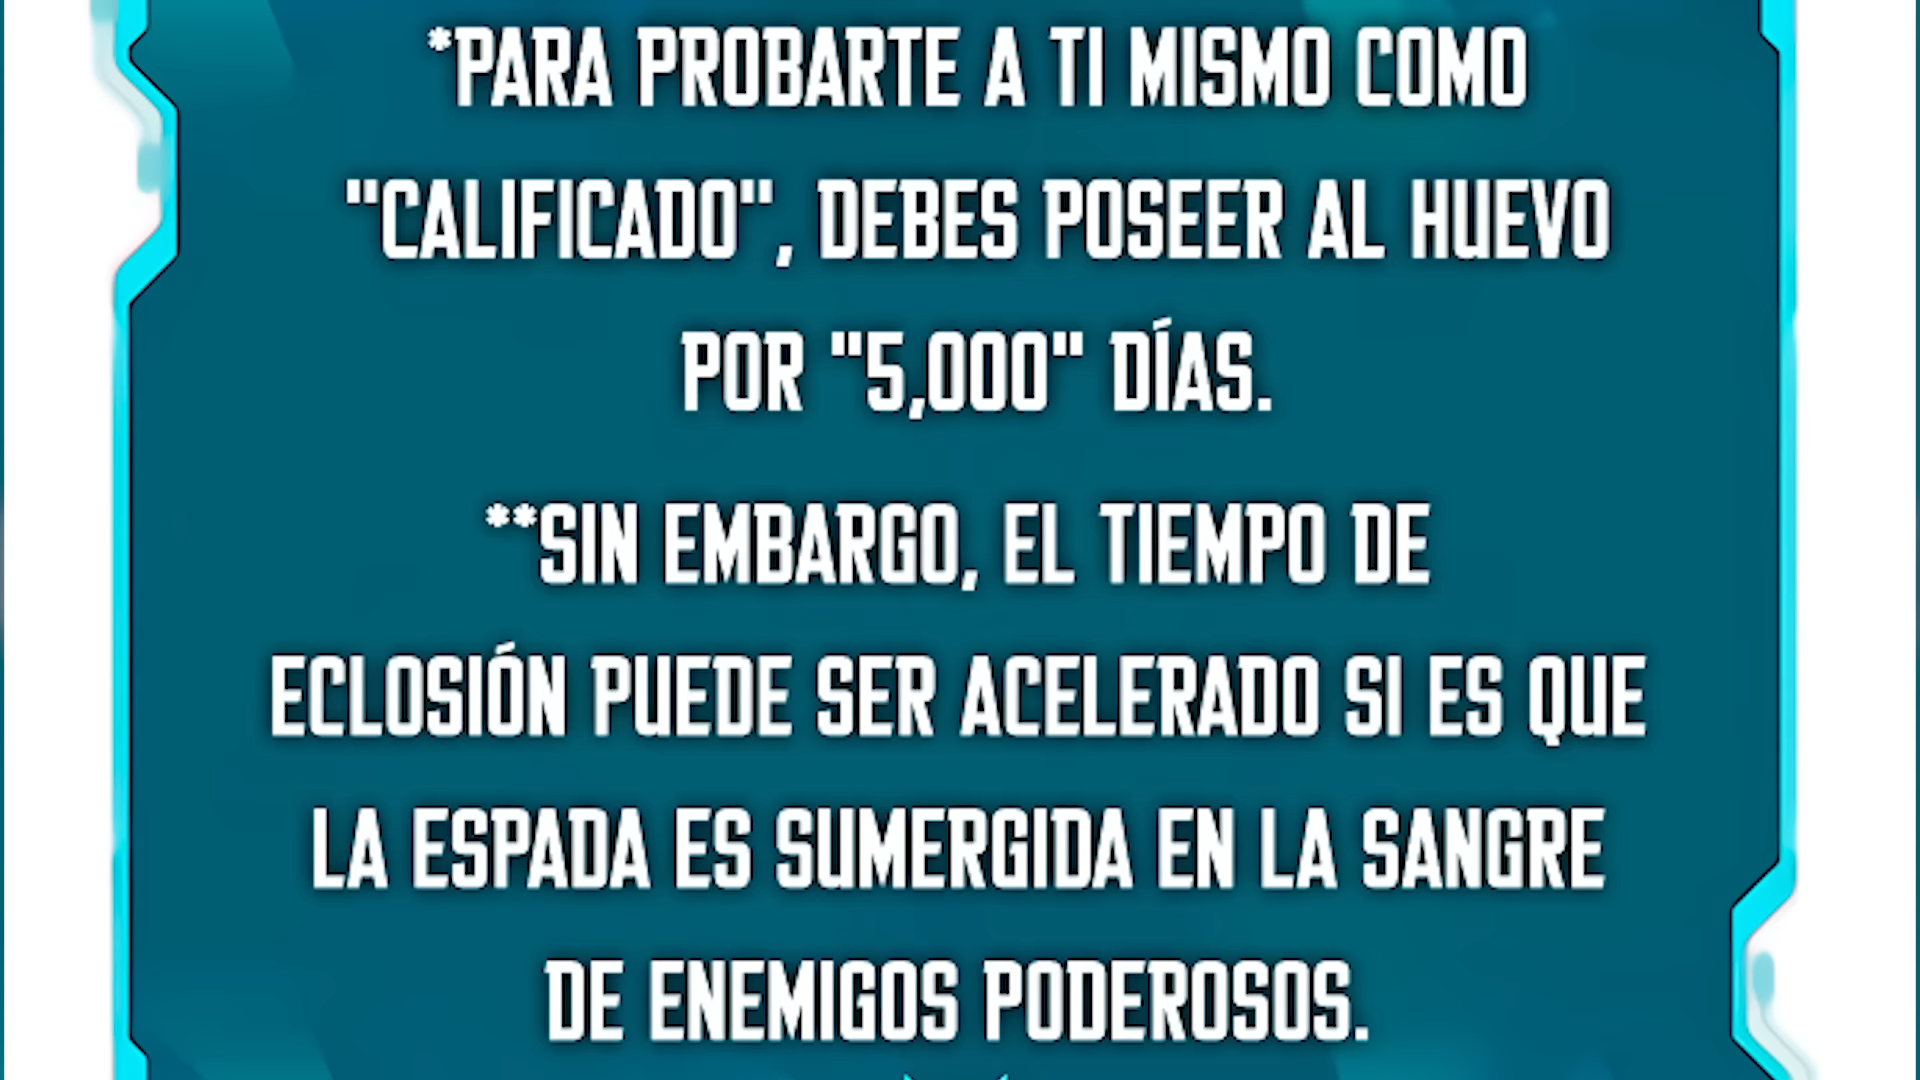 *PARA PROBARTE A TI MISMO COMO
"CALIFICADO", DEBES POSEER AL HUEVO
POR "5,000" DÍAS.
**SIN EMBARGO, EL TIEMPO DE
ECLOSIÓN PUEDE SER ACELERADO SI ES QUE
LA ESPADA ES SUMERGIDA EN LA SANGRE
DE ENEMIGOS PODEROSOS.